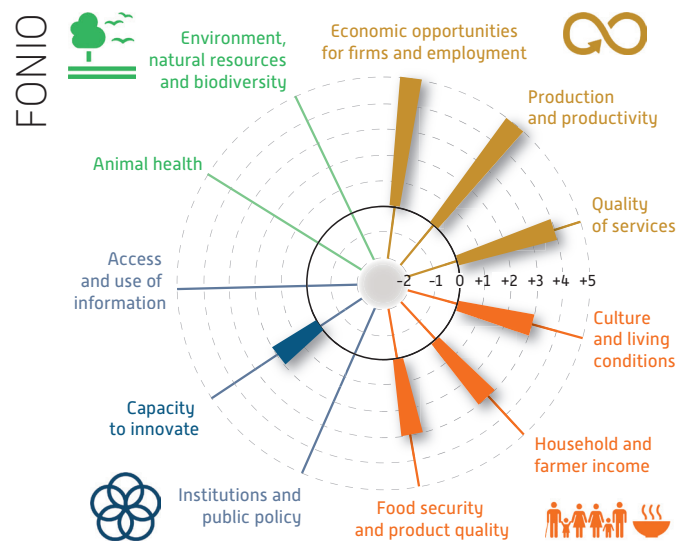 FONIO
Environment,
natural resources
and biodiversity
Economic opportunities
for firms and employment
Production
and productivity
Animal health
Quality
of services
Access
and use of
information
-2 -1 0 +1 +2 +3 +4 +5
Culture
and living
conditions
Capacity
to innovate
Household and
farmer income
Institutions and
public policy
Food security
and product quality